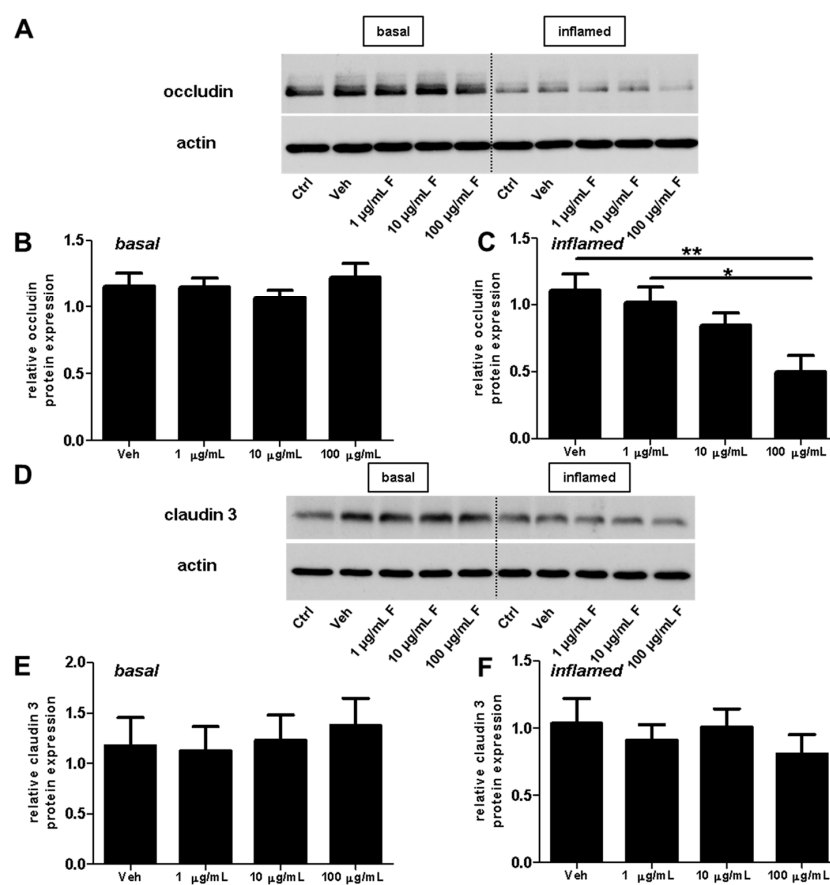 A
basal
inflamed
occludin
actin
Ctrl
Veh
1 µg/mL F
10 µg/mL F
100 µg/mL F
Ctrl
Veh
1 µg/mL F
10 µg/mL F
100 µg/mL F
B
basal
relative occludin
protein expression
1.5
1.0
0.5
0.0
Veh
1 µg/mL
10 µg/mL
100 µg/mL
C
inflamed
**
*
relative occludin
protein expression
1.5
1.0
0.5
0.0
Veh
1 µg/mL
10 µg/mL
100 µg/mL
D
basal
inflamed
claudin 3
actin
Ctrl
Veh
1 µg/mL F
10 µg/mL F
100 µg/mL F
Ctrl
Veh
1 µg/mL F
10 µg/mL F
100 µg/mL F
E
basal
relative claudin 3
protein expression
2.0
1.5
1.0
0.5
0.0
Veh
1 µg/mL
10 µg/mL
100 µg/mL
F
inflamed
relative claudin 3
protein expression
1.5
1.0
0.5
0.0
Veh
1 µg/mL
10 µg/mL
100 µg/mL